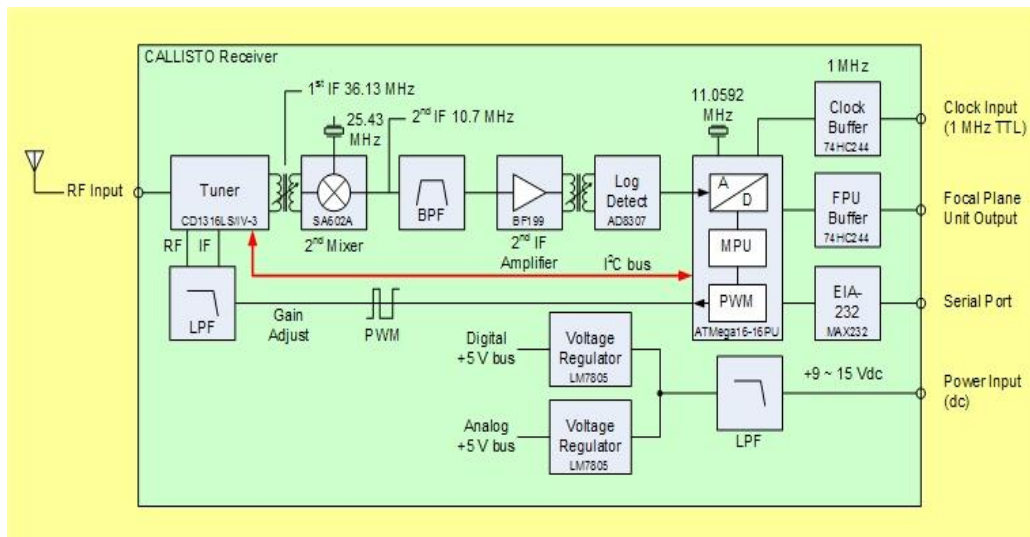 CALLISTO Receiver
1st IF 36.13 MHz
25.43
MHz
2nd IF 10.7 MHz
11.0592
MHz
1 MHz
Clock
Buffer
74HC244
Clock Input
(1 MHz TTL)
RF Input
Tuner
CD1316LS/IV-3
SA602A
2nd Mixer
BPF
BF199
2nd IF
Amplifier
Log
Detect
AD8307
A
D
MPU
PWM
ATMega16-16PU
FPU
Buffer
74HC244
Focal Plane
Unit Output
RF
IF
I2C bus
LPF
Gain
Adjust
PWM
EIA-
232
MAX232
Serial Port
Digital
+5 V bus
Voltage
Regulator
LM7805
+9 ~ 15 Vdc
Power Input
(dc)
LPF
Analog
+5 V bus
Voltage
Regulator
LM7805